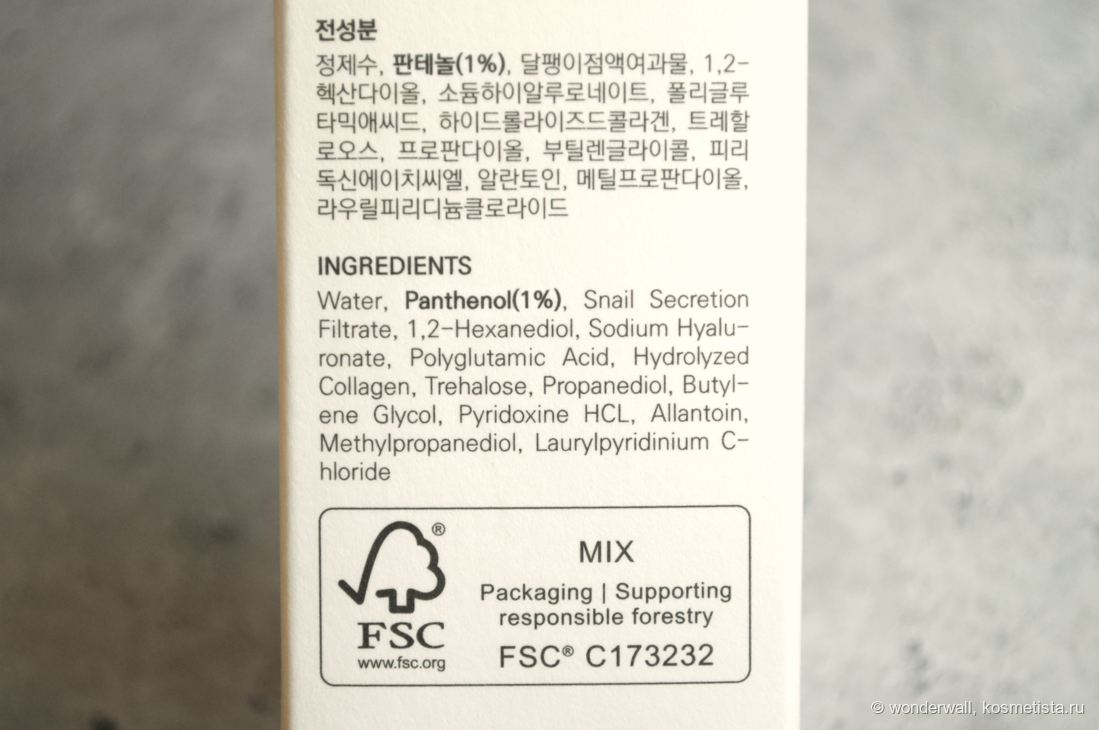 전성분
정제수, 판테놀(1%), 달팽이점액여과물, 1,2-
헥산다이올, 소듐하이알루로네이트, 폴리글루
타믹애씨드, 하이드롤라이즈드콜라겐, 트레할
로오스, 프로판다이올, 부틸렌글라이콜, 피리
독신에이치씨엘, 알란토인, 메틸프로판다이올,
라우릴피리디늄클로라이드
INGREDIENTS
Water, Panthenol(1%), Snail Secretion
Filtrate, 1,2-Hexanediol, Sodium Hyalu-
ronate, Polyglutamic Acid, Hydrolyzed
Collagen, Trehalose, Propanediol, Butyl-
ene Glycol, Pyridoxine HCL, Allantoin,
Methylpropanediol, Laurylpyridinium C-
hloride
®
FSC
www.fsc.org
MIX
Packaging | Supporting
responsible forestry
FSC® C173232
© wonderwall, kosmetista.ru